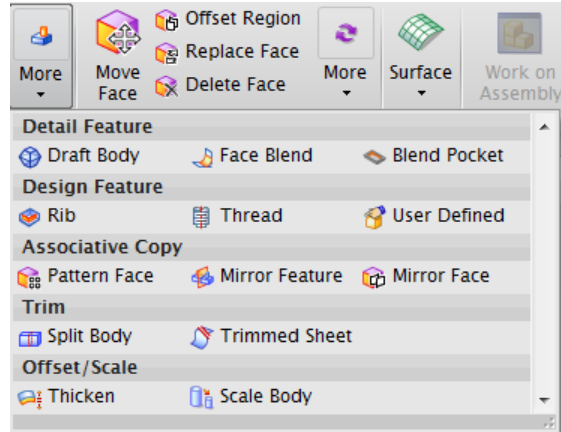 More
Move
Face
Offset Region
Replace Face
Delete Face
More
Surface
Work on
Assembly
Detail Feature
Draft Body Face Blend Blend Pocket
Design Feature
Rib Thread User Defined
Associative Copy
Pattern Face Mirror Feature Mirror Face
Trim
Split Body Trimmed Sheet
Offset/Scale
Thicken Scale Body